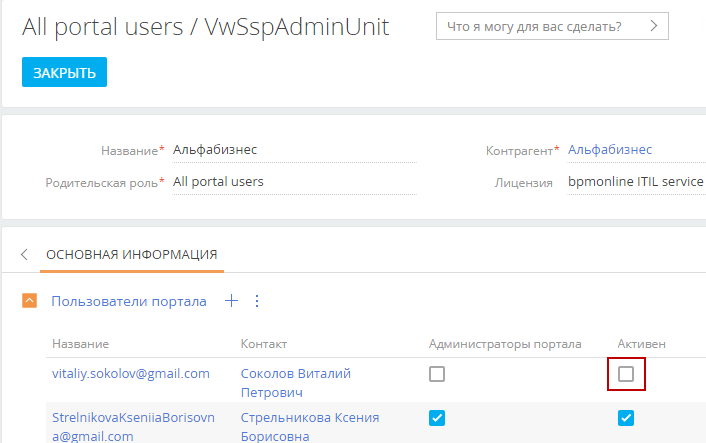 All portal users / VwSspAdminUnit
Что я могу для вас сделать?
ЗАКРЫТЬ
Название* Альфабизнес
Контрагент* Альфабизнес
Родительская роль* All portal users
Лицензия bpmonline ITIL service
ОСНОВНАЯ ИНФОРМАЦИЯ
Пользователи портала
Название Контакт Администраторы портала Активен
vitaliy.sokolov@gmail.com Соколов Виталий
Петрович
StrelnikovaKseniiaBorisovn Стрельникова Ксения
a@gmail.com Борисовна